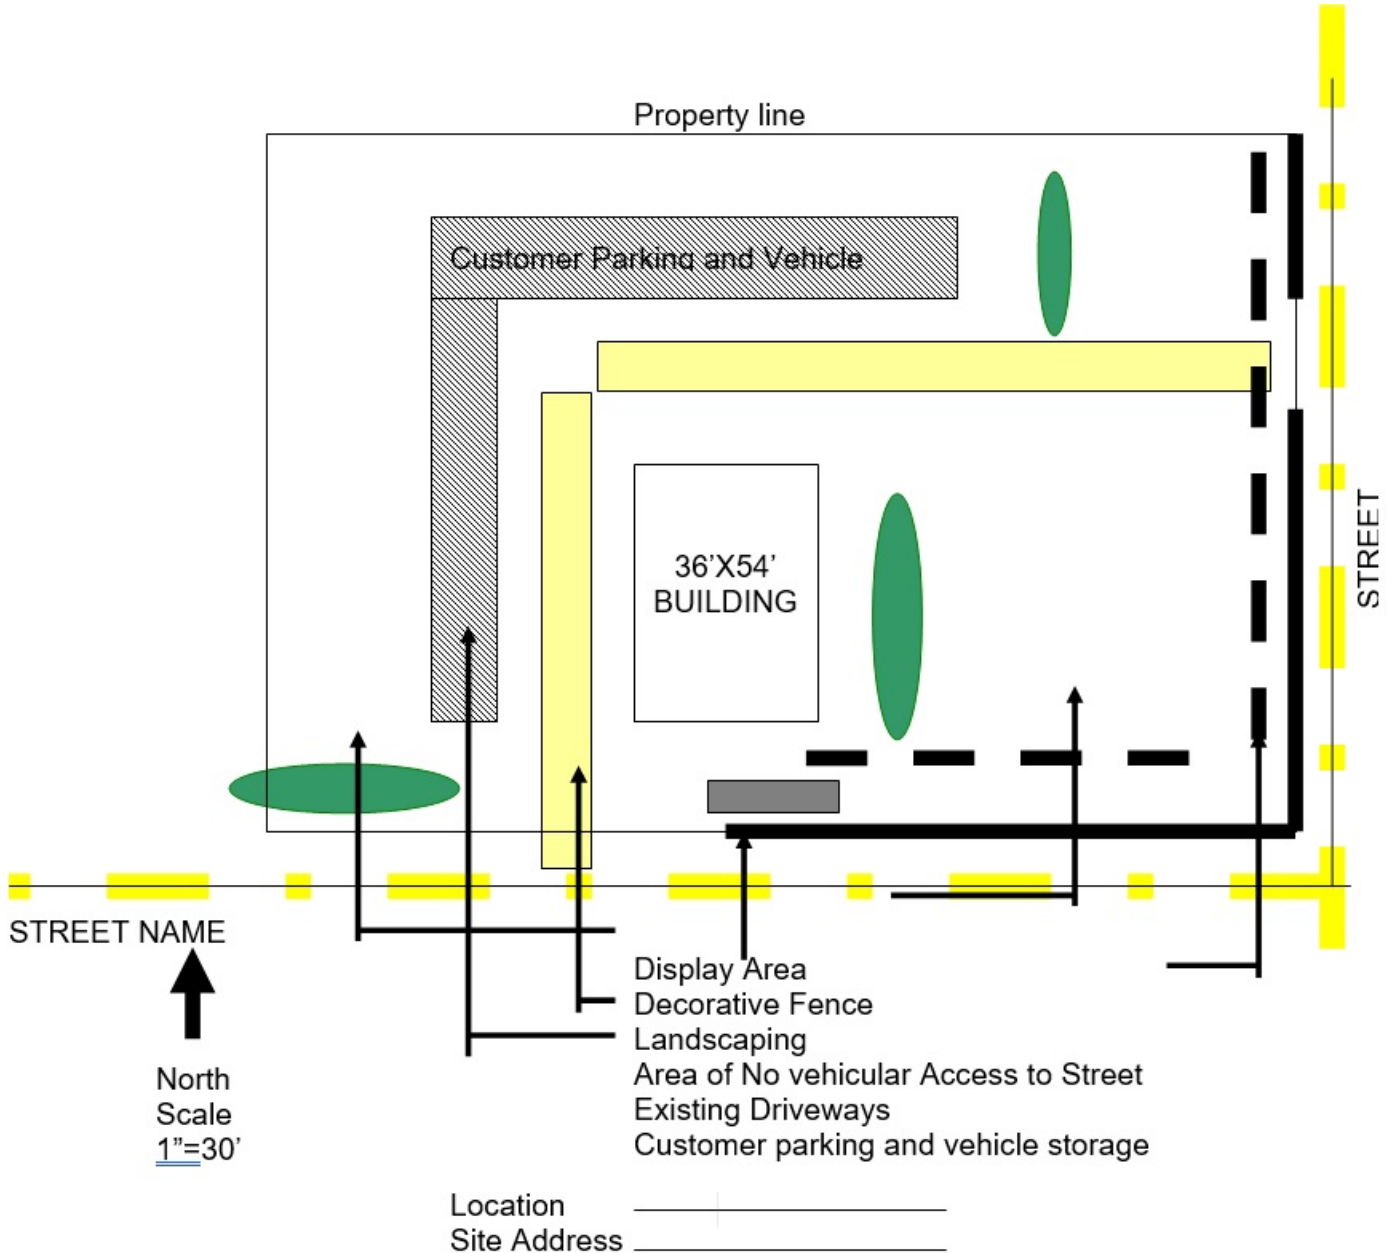 Property line
Customer Parking and Vehicle
36’X54’
BUILDING
STREET
STREET NAME
Display Area
Decorative Fence
Landscaping
Area of No vehicular Access to Street
Existing Driveways
Customer parking and vehicle storage
North
Scale
1”=30’
Location
Site Address